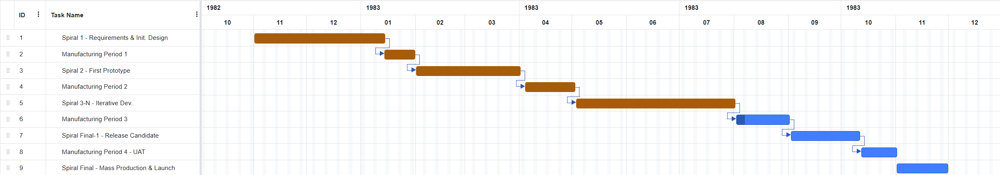 1982 1983 1983 1983 1983
ID Task Name
10 11 12 01 02 03 04 05 06 07 08 09 10 11 12
1 Spiral 1 - Requirements & Init. Design
2 Manufacturing Period 1
3 Spiral 2 - First Prototype
4 Manufacturing Period 2
5 Spiral 3-N - Iterative Dev.
6 Manufacturing Period 3
7 Spiral Final-1 - Release Candidate
8 Manufacturing Period 4 - UAT
9 Spiral Final - Mass Production & Launch